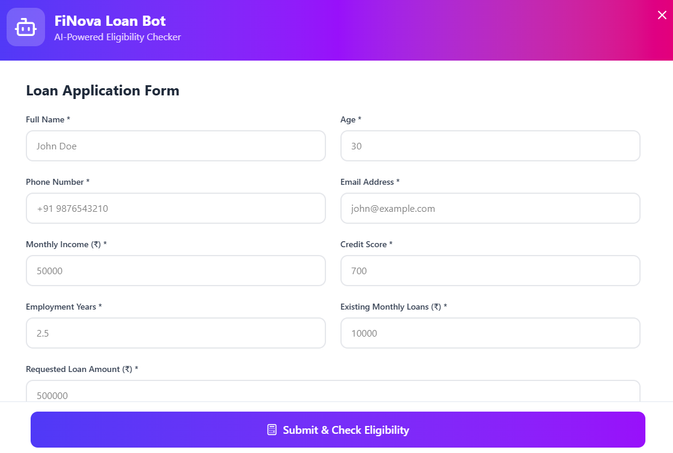 FiNova Loan Bot
AI-Powered Eligibility Checker
Loan Application Form
Full Name *
Age *
John Doe
30
Phone Number *
Email Address *
+91 9876543210
john@example.com
Monthly Income (₹) *
Credit Score *
50000
700
Employment Years *
Existing Monthly Loans (₹) *
2.5
10000
Requested Loan Amount (₹) *
500000
Submit & Check Eligibility